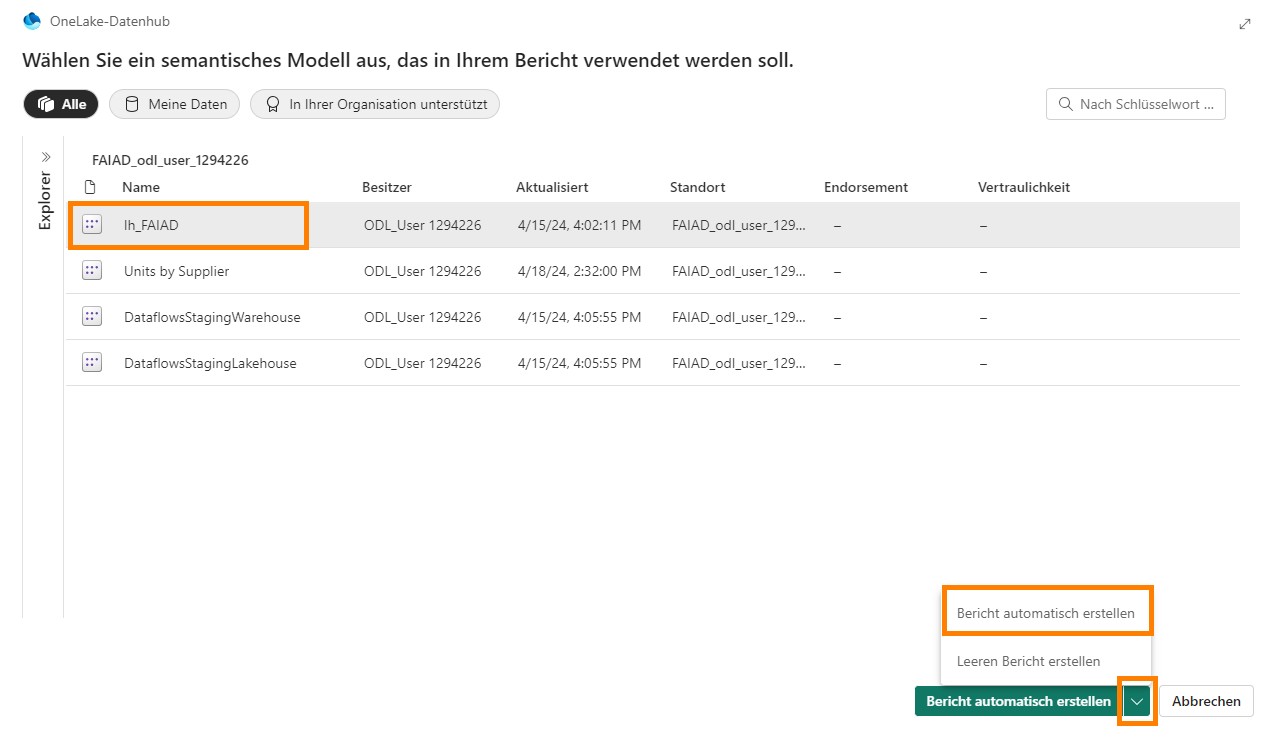 OneLake-Datenhub
Wählen Sie ein semantisches Modell aus, das in Ihrem Bericht verwendet werden soll.
Alle Meine Daten In Ihrer Organisation unterstützt Nach Schlüsselwort ...
Explorer
FAIAD_odl_user_1294226
Name Besitzer Aktualisiert Standort Endorsement Vertraulichkeit
lh_FAIAD ODL_User 1294226 4/15/24, 4:02:11 PM FAIAD_odl_user_129... – –
Units by Supplier ODL_User 1294226 4/18/24, 2:32:00 PM FAIAD_odl_user_129... – –
DataflowsStagingWarehouse ODL_User 1294226 4/15/24, 4:05:55 PM FAIAD_odl_user_129... – –
DataflowsStagingLakehouse ODL_User 1294226 4/15/24, 4:05:55 PM FAIAD_odl_user_129... – –
Bericht automatisch erstellen
Leeren Bericht erstellen
Bericht automatisch erstellen Abbrechen